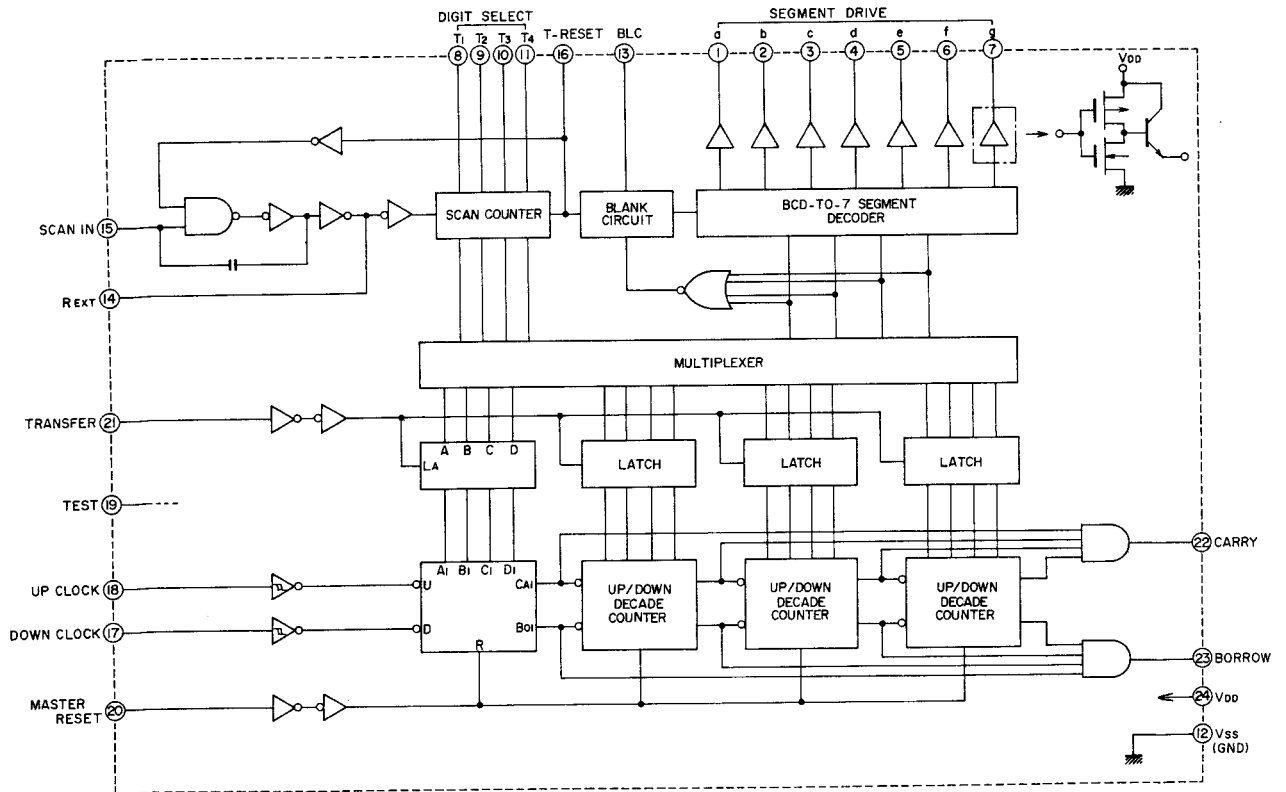 DIGIT SELECT
T1 T2 T3 T4
T-RESET
BLC
SEGMENT DRIVE
a b c d e f g
8 9 10 11 16 13 1 2 3 4 5 6 7
VDD
SCAN IN 15
SCAN COUNTER
BLANK
CIRCUIT
BCD-TO-7 SEGMENT
DECODER
REXT 14
MULTIPLEXER
TRANSFER 21
A B C D
LA
LATCH
LATCH
LATCH
TEST 19
22 CARRY
A1 B1 C1 D1
UP CLOCK 18
U
CA1
UP/DOWN
DECADE
COUNTER
UP/DOWN
DECADE
COUNTER
UP/DOWN
DECADE
COUNTER
DOWN CLOCK 17
D
BO1
R
23 BORROW
MASTER
RESET 20
24 VDD
12 VSS
(GND)